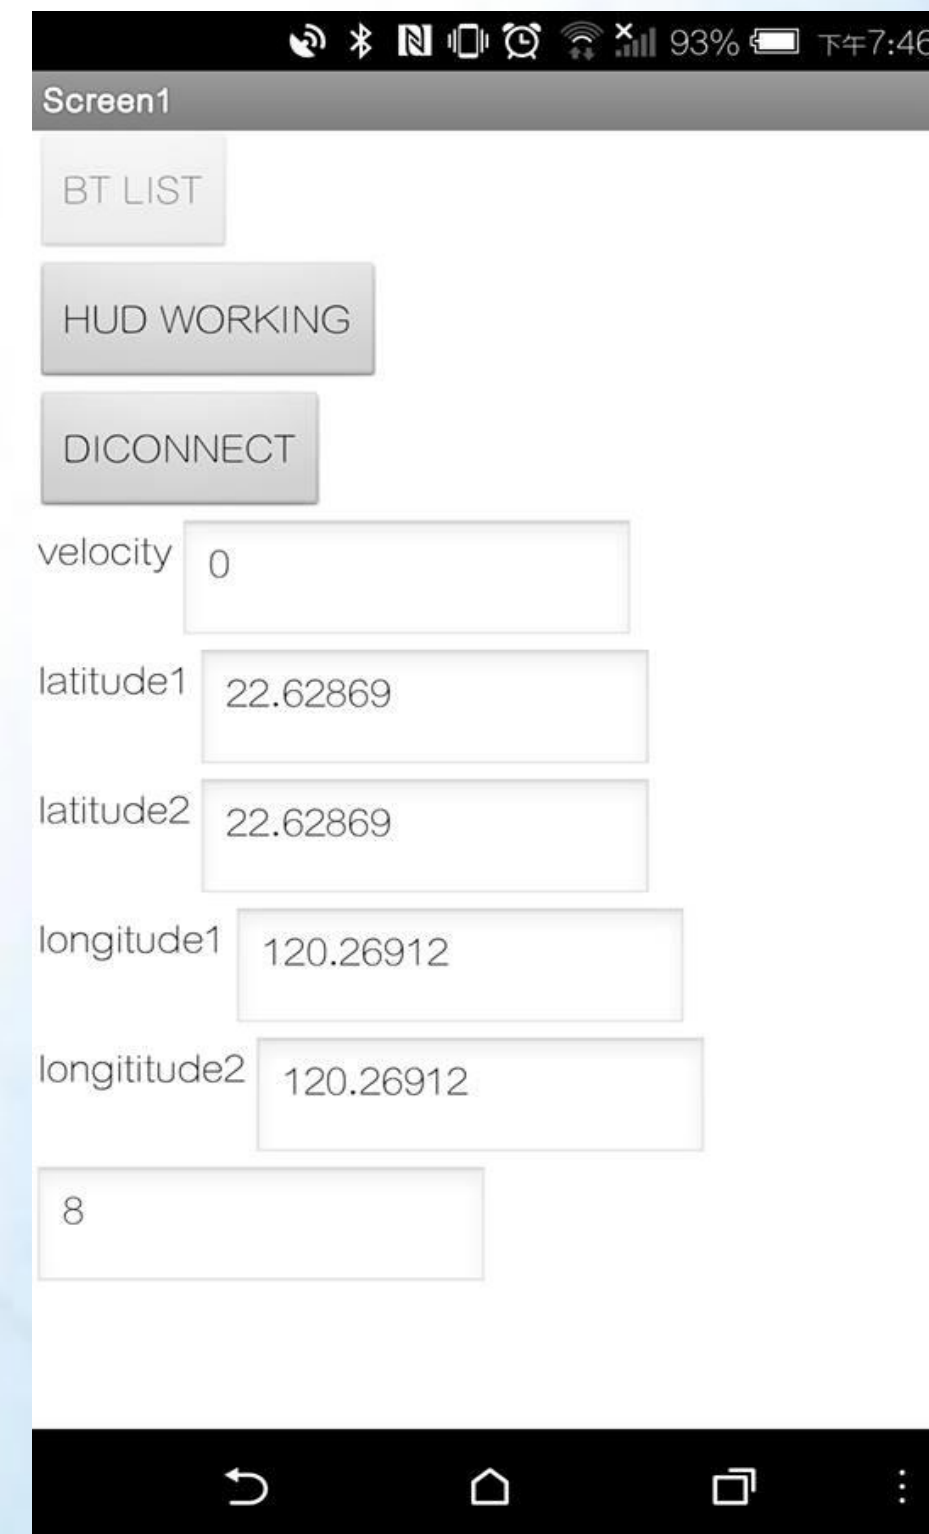 93% 下午7:46
Screen1
BT LIST
HUD WORKING
DICONNECT
velocity 0
latitude1 22.62869
latitude2 22.62869
longitude1 120.26912
longititude2 120.26912
8